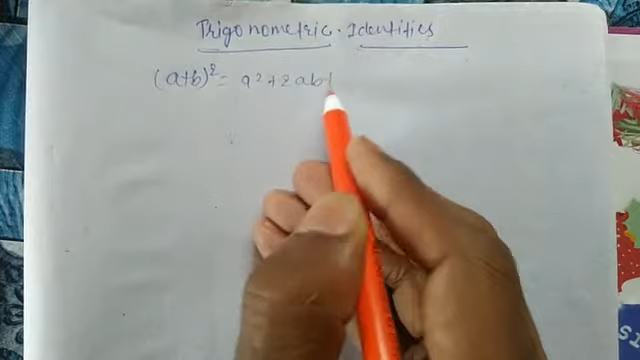 Trigonometric. Identities
(a+b)² = a² + 2ab+